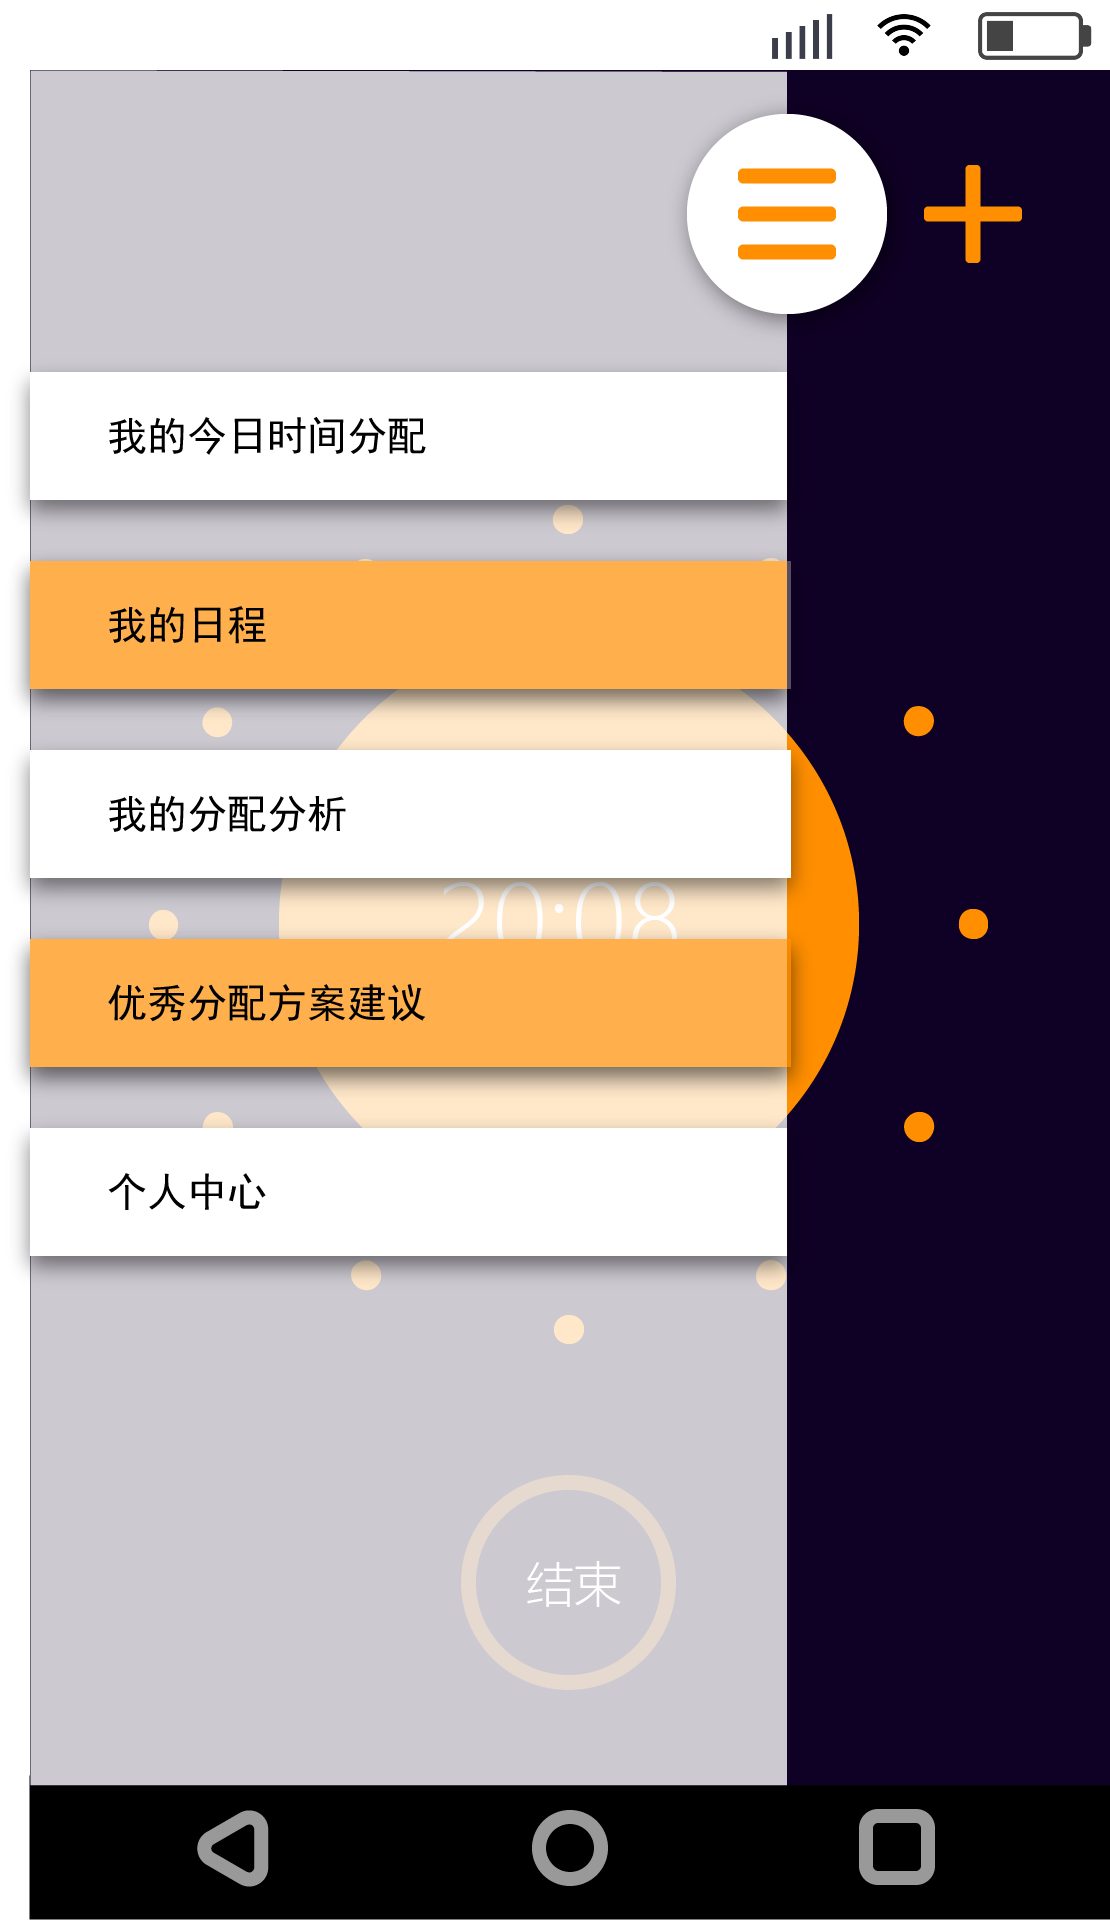 我的今日时间分配
我的日程
我的分配分析
20:08
优秀分配方案建议
个人中心
结束